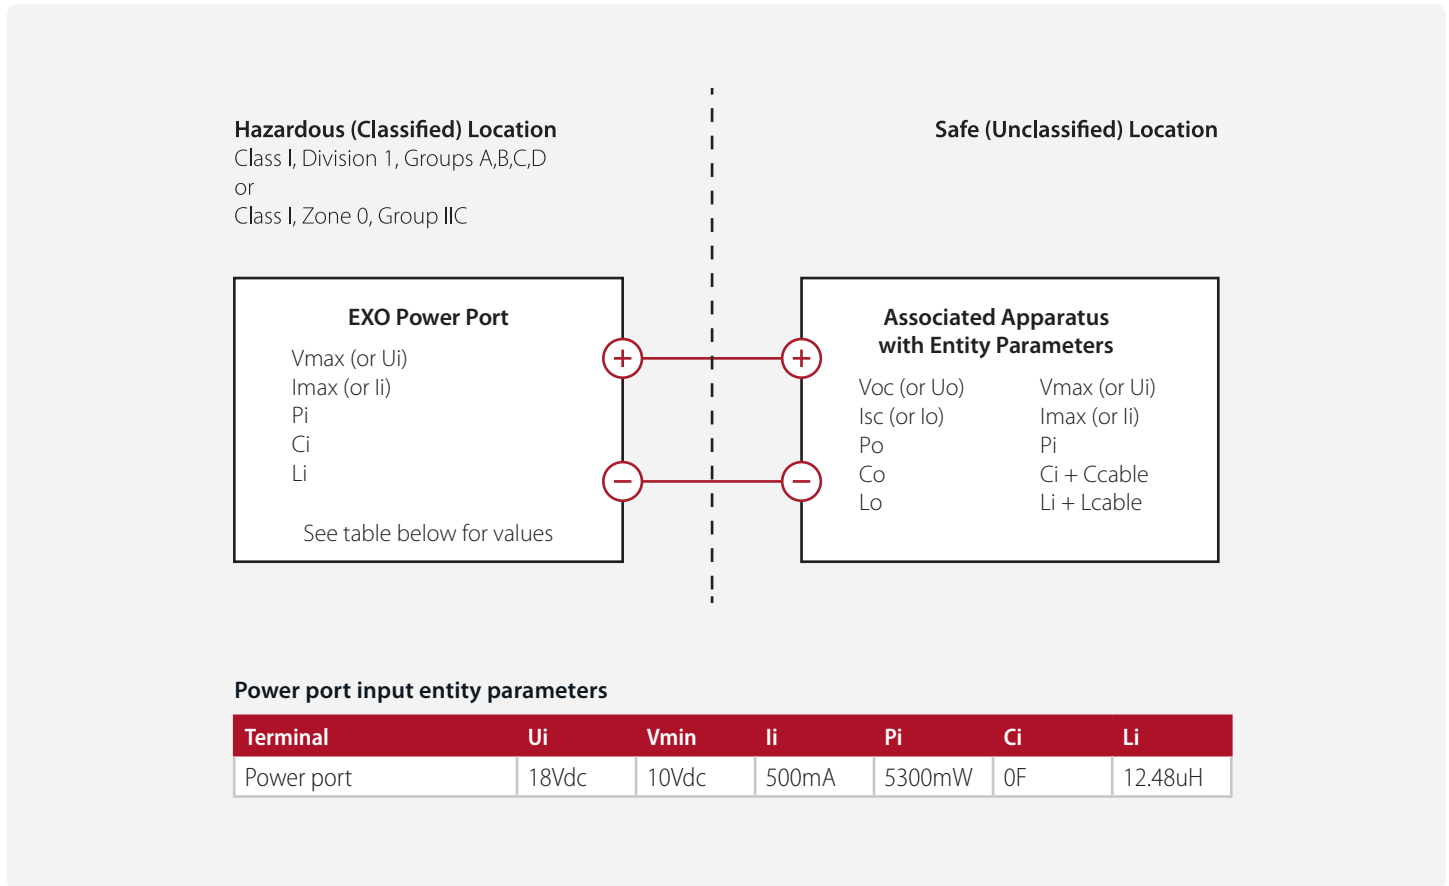 Hazardous (Classified) Location
Class I, Division 1, Groups A,B,C,D
or
Class I, Zone 0, Group IIC
Safe (Unclassified) Location
EXO Power Port
Vmax (or Ui)
Imax (or Ii)
Pi
Ci
Li
See table below for values
+
−
+
−
Associated Apparatus
with Entity Parameters
Voc (or Uo) Vmax (or Ui)
Isc (or Io) Imax (or Ii)
Po Pi
Co Ci + Ccable
Lo Li + Lcable
Power port input entity parameters
Terminal Ui Vmin Ii Pi Ci Li
Power port 18Vdc 10Vdc 500mA 5300mW 0F 12.48uH